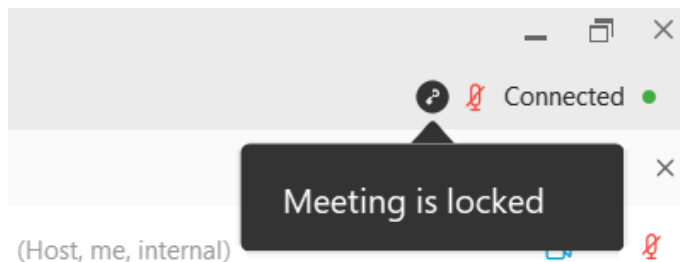 Connected
Meeting is locked
(Host, me, internal)